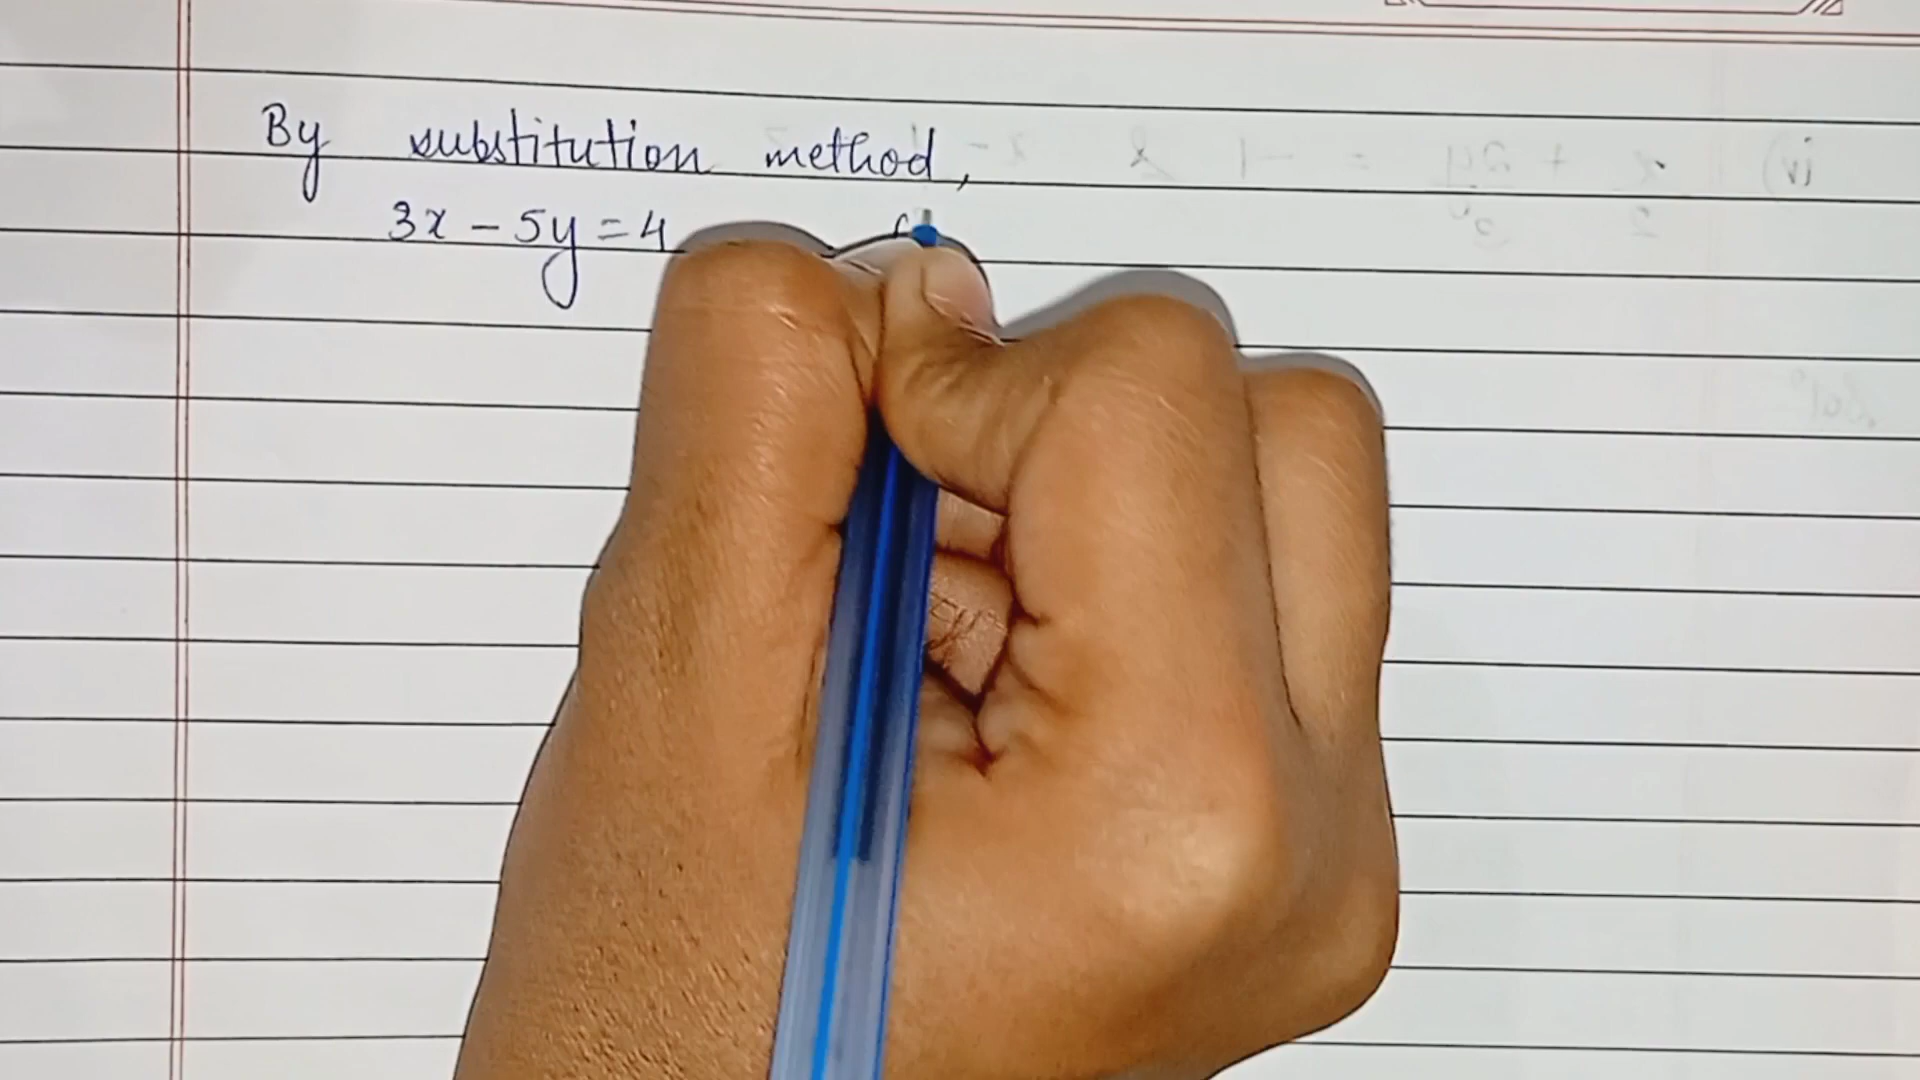 By substitution method,
3x - 5y = 4